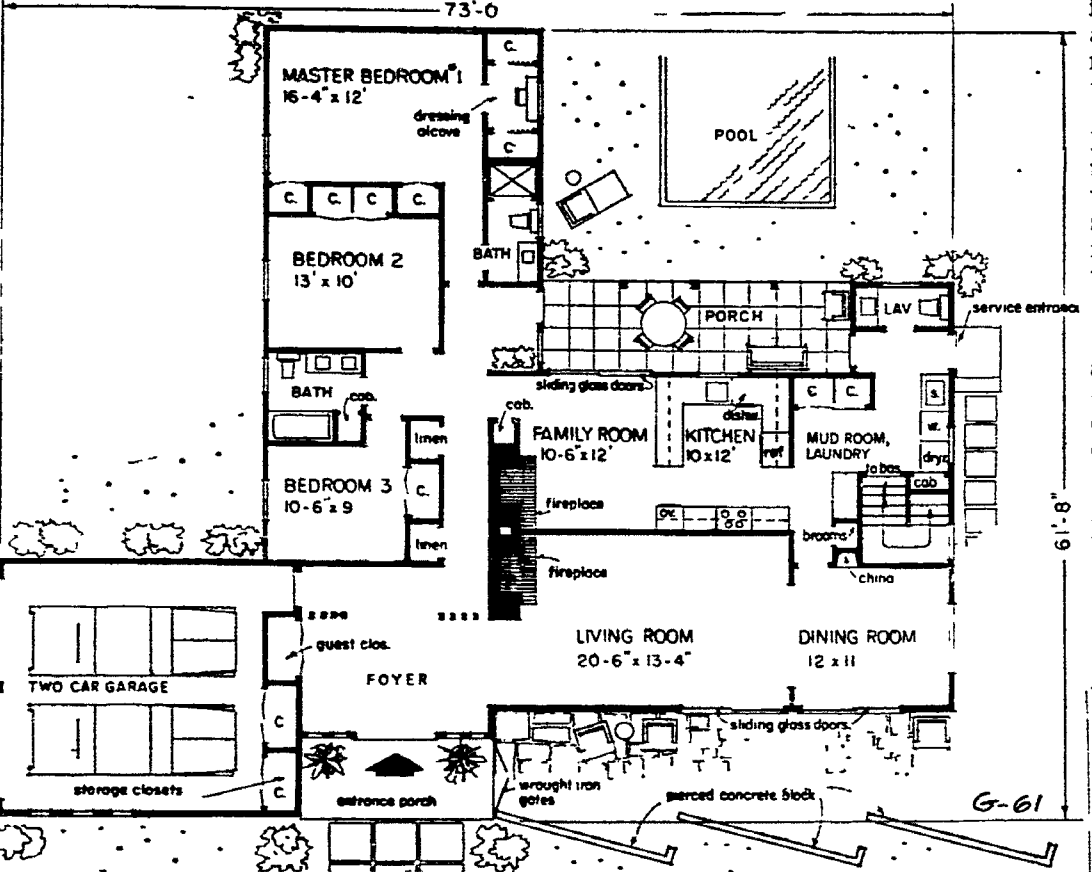 73'-0
C.
MASTER BEDROOM #1
16-4" x 12'
dressing
alcove
C
POOL
C.
C.
C
C.
BEDROOM 2
13' x 10'
BATH
PORCH
LAV
service entrance
BATH
cab.
sliding glass doors
cab.
dishw.
C
C.
S.
w.
dryr.
linen
FAMILY ROOM
10-6" x 12'
KITCHEN
10 x 12'
ref
MUD ROOM,
LAUNDRY
to bas.
cab
BEDROOM 3
10-6" x 9
C.
linen
fireplace
ov.
brooms
61'-8"
fireplace
s
china
guest clos.
LIVING ROOM
20-6" x 13-4"
DINING ROOM
12 x 11
TWO CAR GARAGE
FOYER
C
sliding glass doors.
storage closets
C.
entrance porch
wrought iron
gates
pierced concrete block
G-61